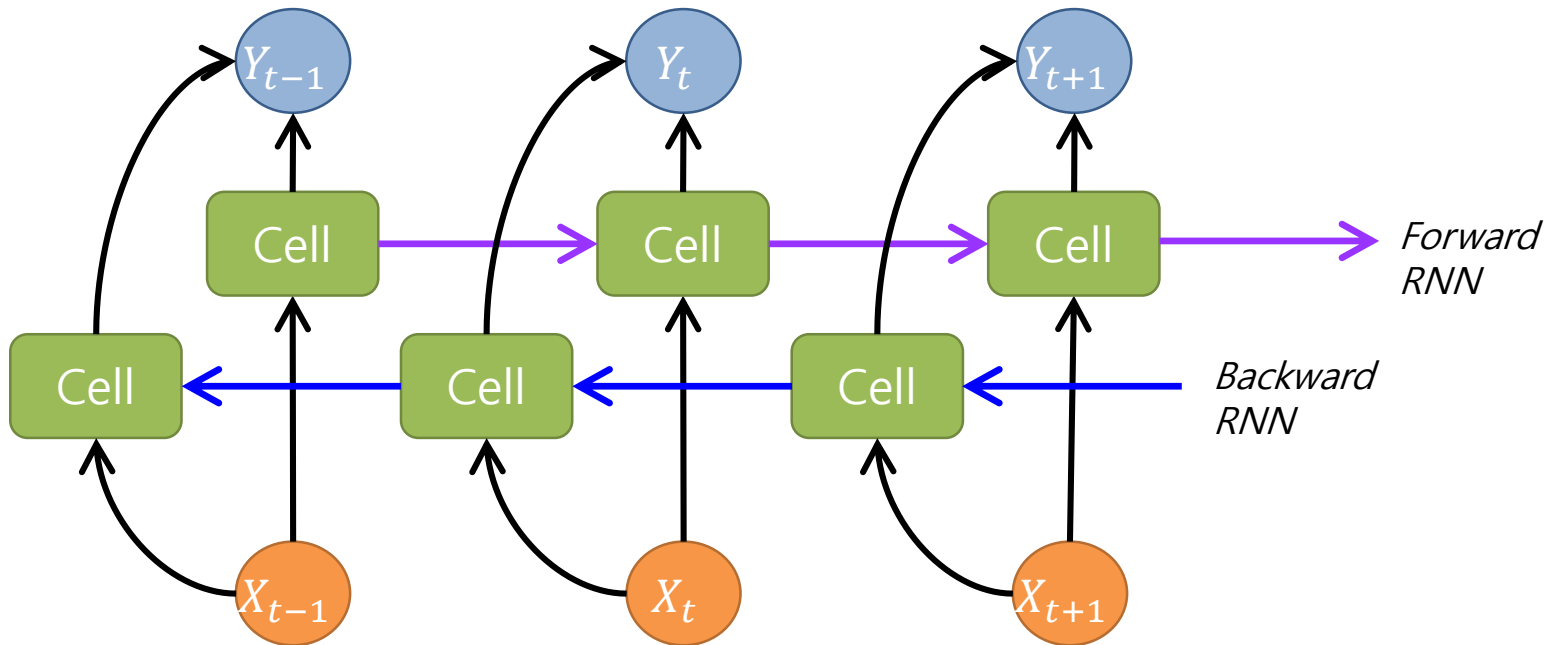 Y_{t-1} Y_t Y_{t+1}
Cell Cell Cell
Forward
RNN
Cell Cell Cell
Backward
RNN
X_{t-1} X_t X_{t+1}